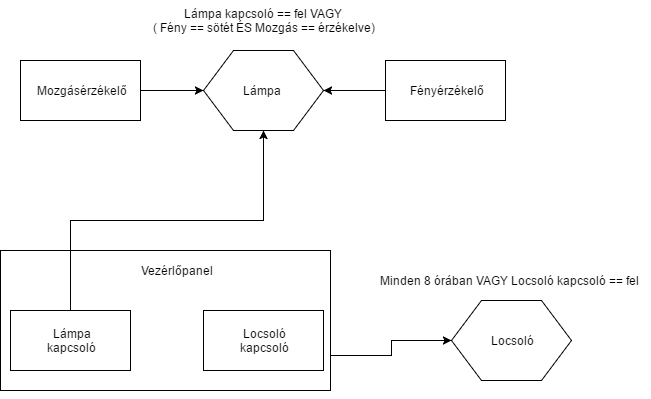 Lámpa kapcsoló == fel VAGY
( Fény == sötét ÉS Mozgás == érzékelve)
Mozgásérzékelő
Lámpa
Fényérzékelő
Vezérlőpanel
Minden 8 órában VAGY Locsoló kapcsoló == fel
Lámpa
kapcsoló
Locsoló
kapcsoló
Locsoló